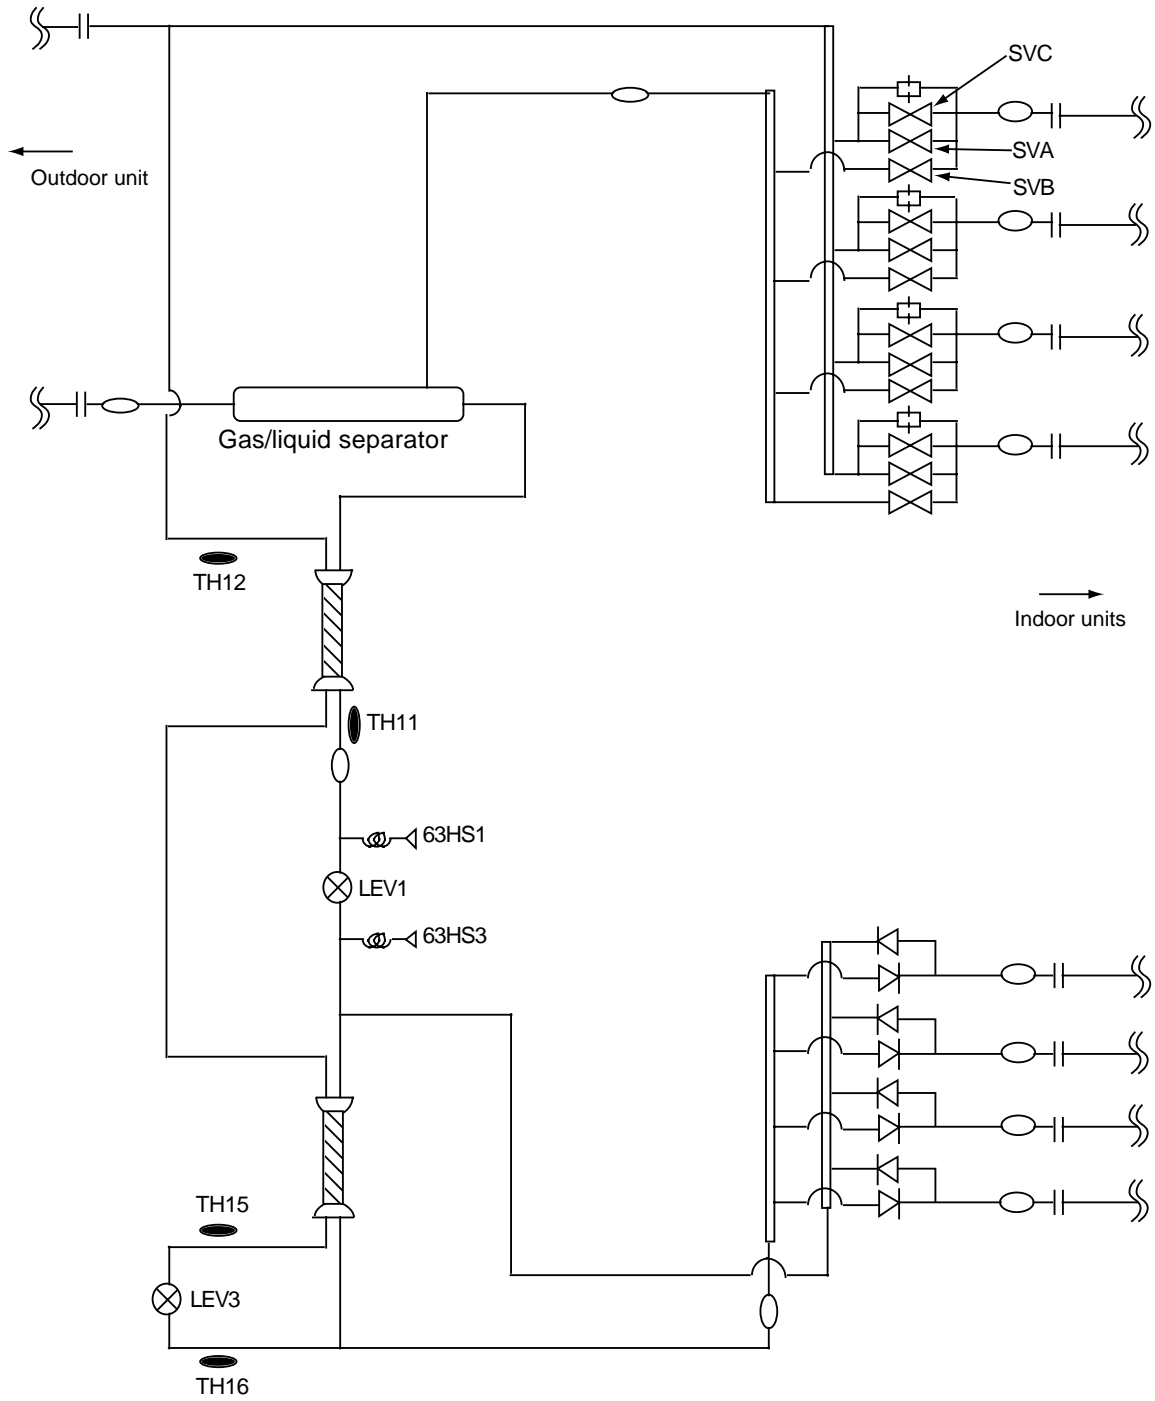 SVC
SVA
SVB
Outdoor unit
Gas/liquid separator
TH12
Indoor units
TH11
63HS1
LEV1
63HS3
TH15
LEV3
TH16